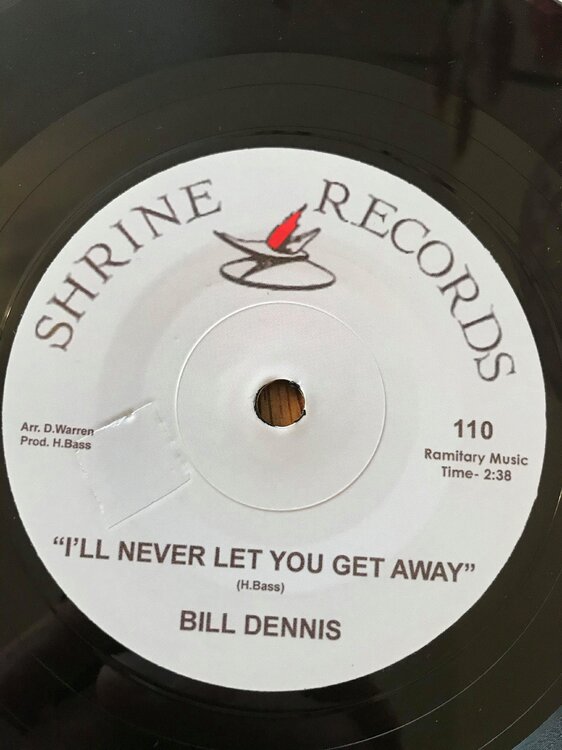 SHRINE RECORDS
Arr. D.Warren
Prod. H.Bass
110
Ramitary Music
Time- 2:38
“I’LL NEVER LET YOU GET AWAY”
(H.Bass)
BILL DENNIS